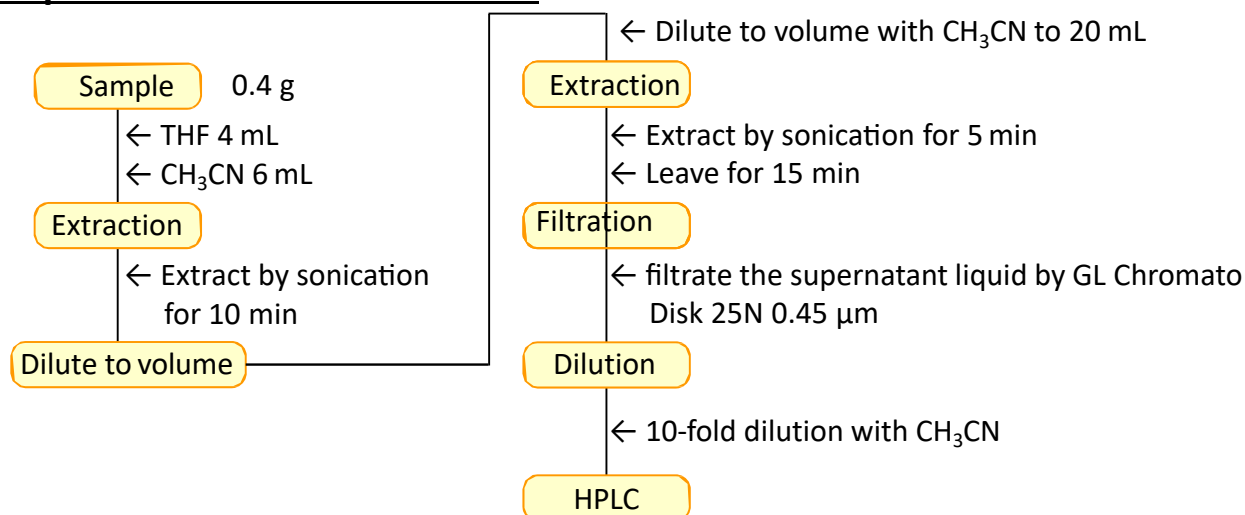 Sample 0.4 g
← THF 4 mL
← CH₃CN 6 mL
Extraction
← Extract by sonication
for 10 min
Dilute to volume
← Dilute to volume with CH₃CN to 20 mL
Extraction
← Extract by sonication for 5 min
← Leave for 15 min
Filtration
← filtrate the supernatant liquid by GL Chromato
Disk 25N 0.45 μm
Dilution
← 10-fold dilution with CH₃CN
HPLC